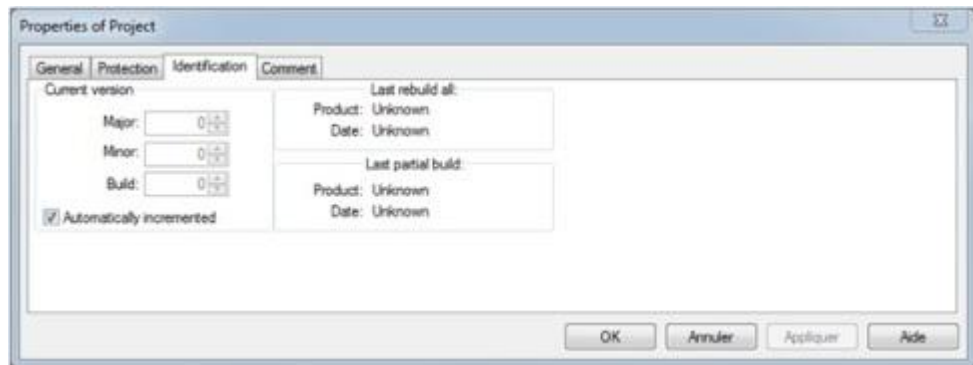 Properties of Project
General Protection Identification Comment
Current version
Major: 0
Minor: 0
Build: 0
Automatically incremented
Last rebuild all:
Product: Unknown
Date: Unknown
Last partial build:
Product: Unknown
Date: Unknown
OK Annuler Appliquer Aide